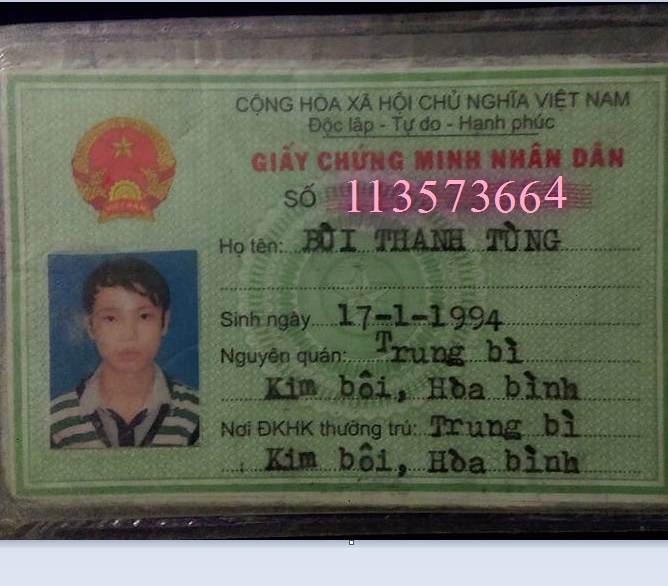 CỘNG HÒA XÃ HỘI CHỦ NGHĨA VIỆT NAM
Độc lập - Tự do - Hạnh phúc
GIẤY CHỨNG MINH NHÂN DÂN
SỐ 113573664
Họ tên: BÙI THANH TÙNG
Sinh ngày 17-1-1994
Nguyên quán: Trung bì
Kim bôi, Hòa bình
Nơi ĐKHK thường trú: Trung bì
Kim bôi, Hòa bình